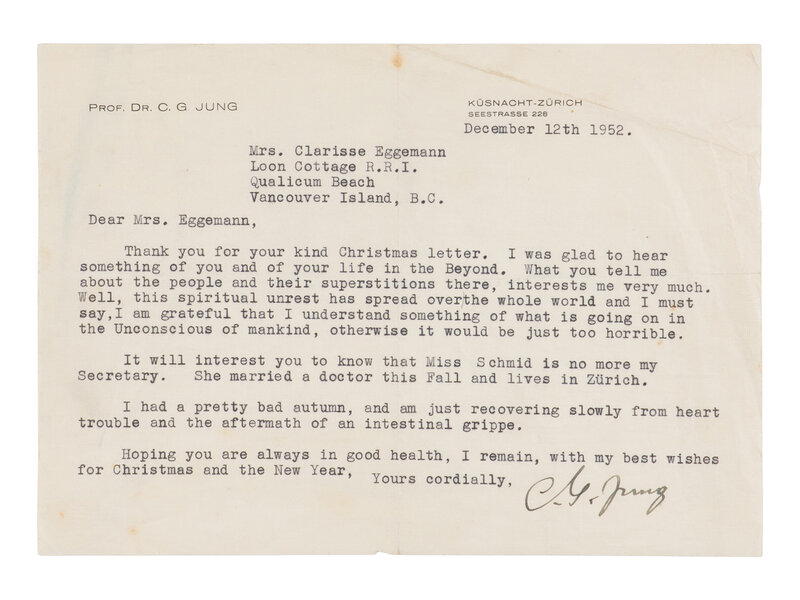 PROF. DR. C. G. JUNG
KÜSNACHT-ZÜRICH
SEESTRASSE 228
December 12th 1952.
Mrs. Clarisse Eggemann
Loon Cottage R.R.I.
Qualicum Beach
Vancouver Island, B.C.
Dear Mrs. Eggemann,
Thank you for your kind Christmas letter. I was glad to hear
something of you and of your life in the Beyond. What you tell me
about the people and their superstitions there, interests me very much.
Well, this spiritual unrest has spread overthe whole world and I must
say,I am grateful that I understand something of what is going on in
the Unconscious of mankind, otherwise it would be just too horrible.
It will interest you to know that Miss Schmid is no more my
Secretary. She married a doctor this Fall and lives in Zürich.
I had a pretty bad autumn, and am just recovering slowly from heart
trouble and the aftermath of an intestinal grippe.
Hoping you are always in good health, I remain, with my best wishes
for Christmas and the New Year,
Yours cordially,
C. G. Jung